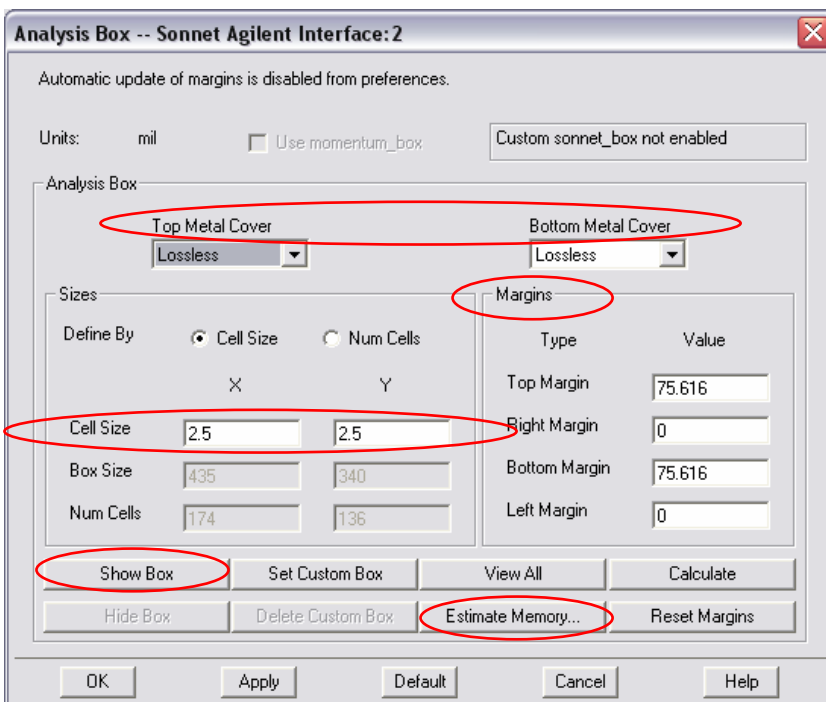 Analysis Box -- Sonnet Agilent Interface:2
Automatic update of margins is disabled from preferences.
Units: mil Use momentum_box Custom sonnet_box not enabled
Analysis Box
Top Metal Cover Bottom Metal Cover
Lossless Lossless
Sizes Margins
Define By Cell Size Num Cells Type Value
X Y Top Margin 75.616
Cell Size 2.5 2.5 Right Margin 0
Box Size 435 340 Bottom Margin 75.616
Num Cells 174 136 Left Margin 0
Show Box Set Custom Box View All Calculate
Hide Box Delete Custom Box Estimate Memory... Reset Margins
OK Apply Default Cancel Help